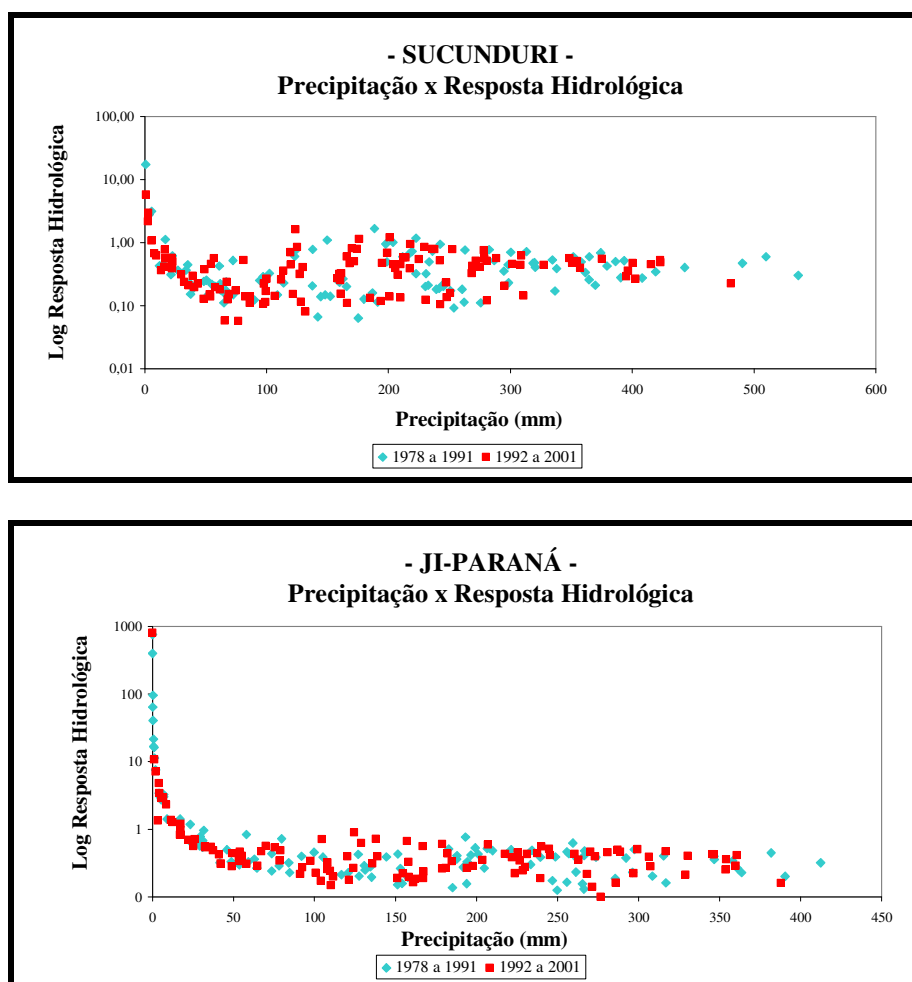 - SUCUNDURI -
Precipitação x Resposta Hidrológica
Log Resposta Hidrológica
100,00
10,00
1,00
0,10
0,01
0 100 200 300 400 500 600
Precipitação (mm)
1978 a 1991 1992 a 2001
- JI-PARANÁ -
Precipitação x Resposta Hidrológica
Log Resposta Hidrológica
1000
100
10
1
0
0 50 100 150 200 250 300 350 400 450
Precipitação (mm)
1978 a 1991 1992 a 2001